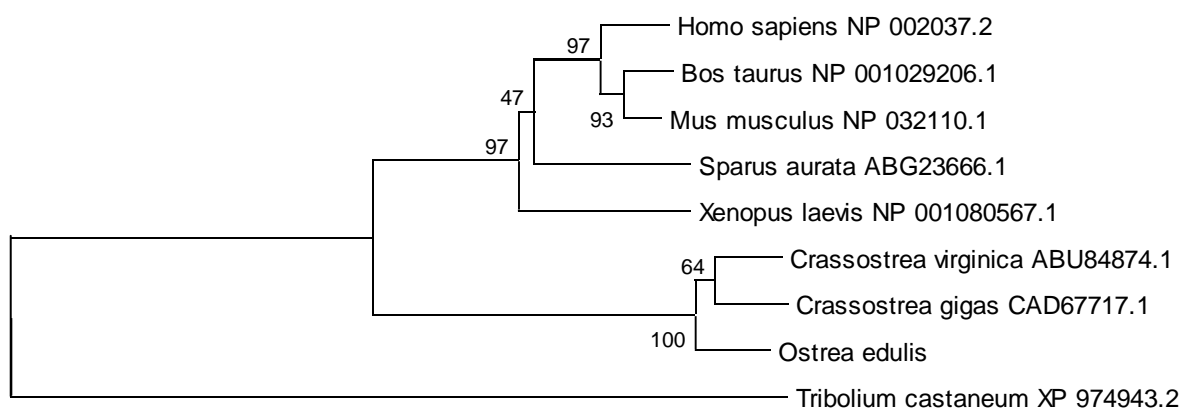 Homo sapiens NP 002037.2
97
Bos taurus NP 001029206.1
47
93
Mus musculus NP 032110.1
97
Sparus aurata ABG23666.1
Xenopus laevis NP 001080567.1
Crassostrea virginica ABU84874.1
64
Crassostrea gigas CAD67717.1
100
Ostrea edulis
Tribolium castaneum XP 974943.2